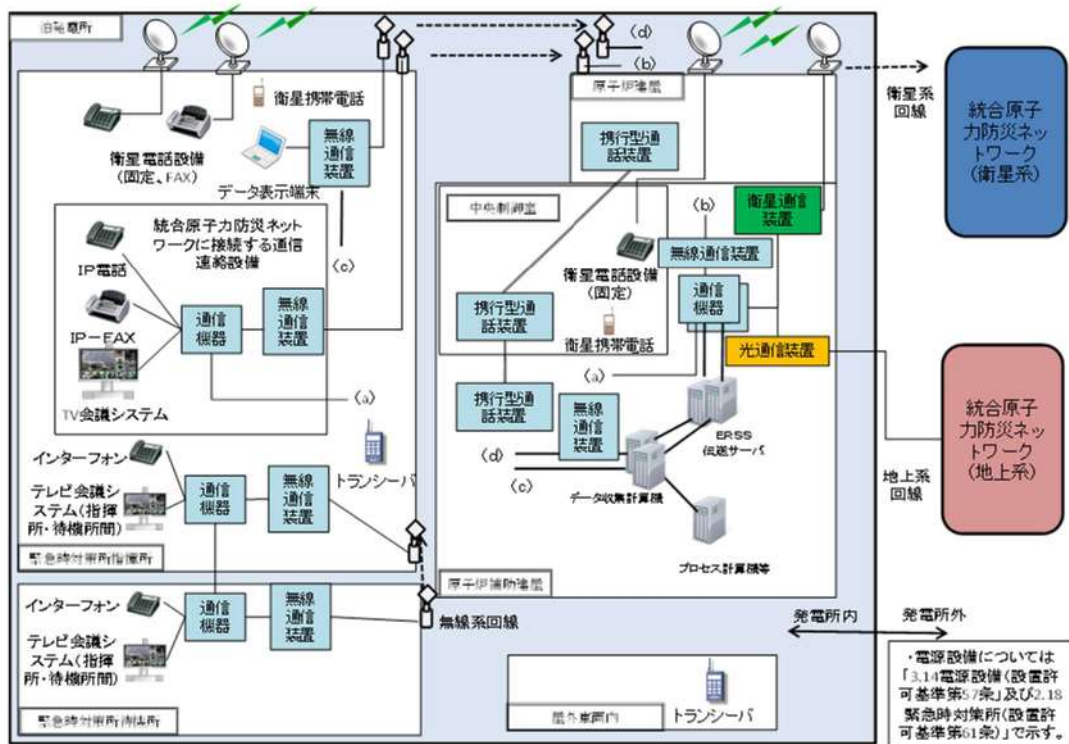 泊発電所
衛星携帯電話
衛星電話設備
(固定、FAX)
無線
通信
装置
データ表示端末
(c)
統合原子力防災ネット
ワークに接続する通信
連絡設備
IP電話
IP-FAX
TV会議システム
通信
機器
無線
通信
装置
(a)
トランシーバ
インターフォン
テレビ会議シ
ステム(指揮
所・待機所間)
通信
機器
無線
通信
装置
緊急時対策所指揮所
インターフォン
テレビ会議シ
ステム(指揮
所・待機所間)
通信
機器
無線
通信
装置
無線系回線
緊急時対策所待機所
(d)
(b)
原子炉建屋
携行型通
話装置
中央制御室
(b)
衛星通信
装置
無線通信装置
衛星電話設備
(固定)
通信
機器
携行型通
話装置
衛星携帯電話
光通信装置
(a)
携行型通
話装置
無線
通信
装置
ERSS
伝送サーバ
(d)
(c)
データ収集計算機
プロセス計算機等
原子炉補助建屋
屋外車両内
トランシーバ
発電所内
発電所外
衛星系
回線
統合原子
力防災ネッ
トワーク
(衛星系)
地上系
回線
統合原子
力防災ネッ
トワーク
(地上系)
・電源設備については
「3.14電源設備(設置許
可基準第57条」及び2.18
緊急時対策所(設置許
可基準第61条)」で示す。